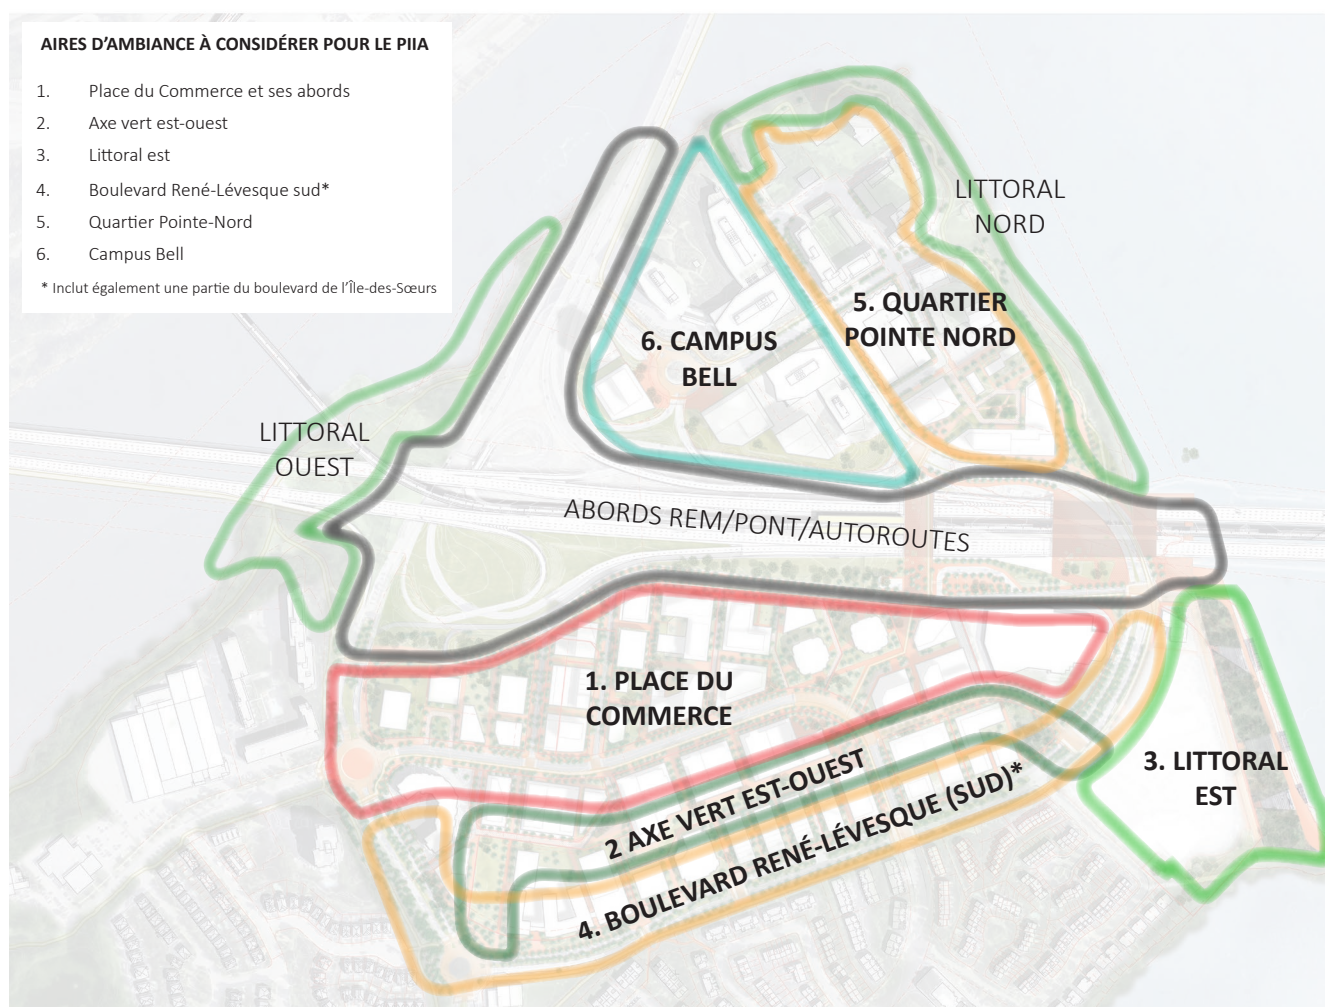 AIRES D'AMBIANCE À CONSIDÉRER POUR LE PIIA
1. Place du Commerce et ses abords
2. Axe vert est-ouest
3. Littoral est
4. Boulevard René-Lévesque sud*
5. Quartier Pointe-Nord
6. Campus Bell
* Inclut également une partie du boulevard de l'Île-des-Sœurs
LITTORAL
NORD
5. QUARTIER
POINTE NORD
6. CAMPUS
BELL
LITTORAL
OUEST
ABORDS REM/PONT/AUTOROUTES
1. PLACE DU
COMMERCE
2 AXE VERT EST-OUEST
4. BOULEVARD RENÉ-LÉVESQUE (SUD)*
3. LITTORAL
EST